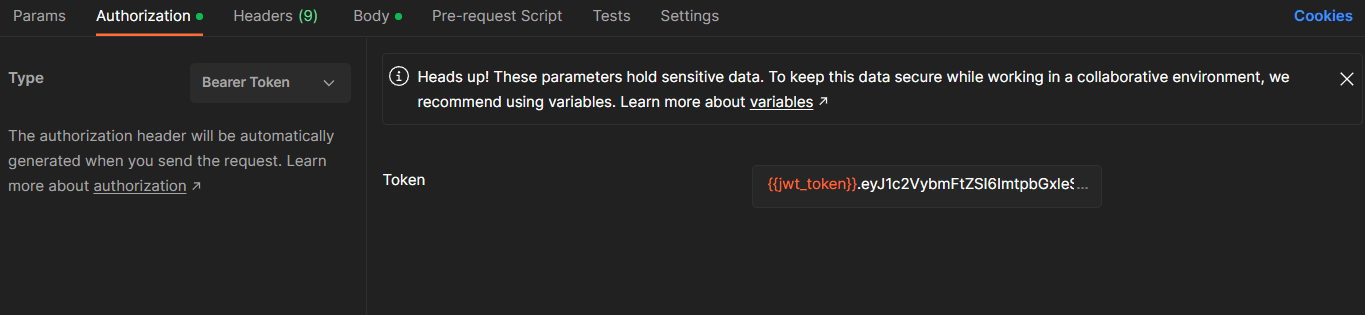 Params Authorization Headers (9) Body Pre-request Script Tests Settings Cookies
Type Bearer Token
The authorization header will be automatically
generated when you send the request. Learn
more about authorization ↗
Heads up! These parameters hold sensitive data. To keep this data secure while working in a collaborative environment, we
recommend using variables. Learn more about variables ↗
Token {{jwt_token}}.eyJ1c2VybmFtZSI6ImtpbGxleS...